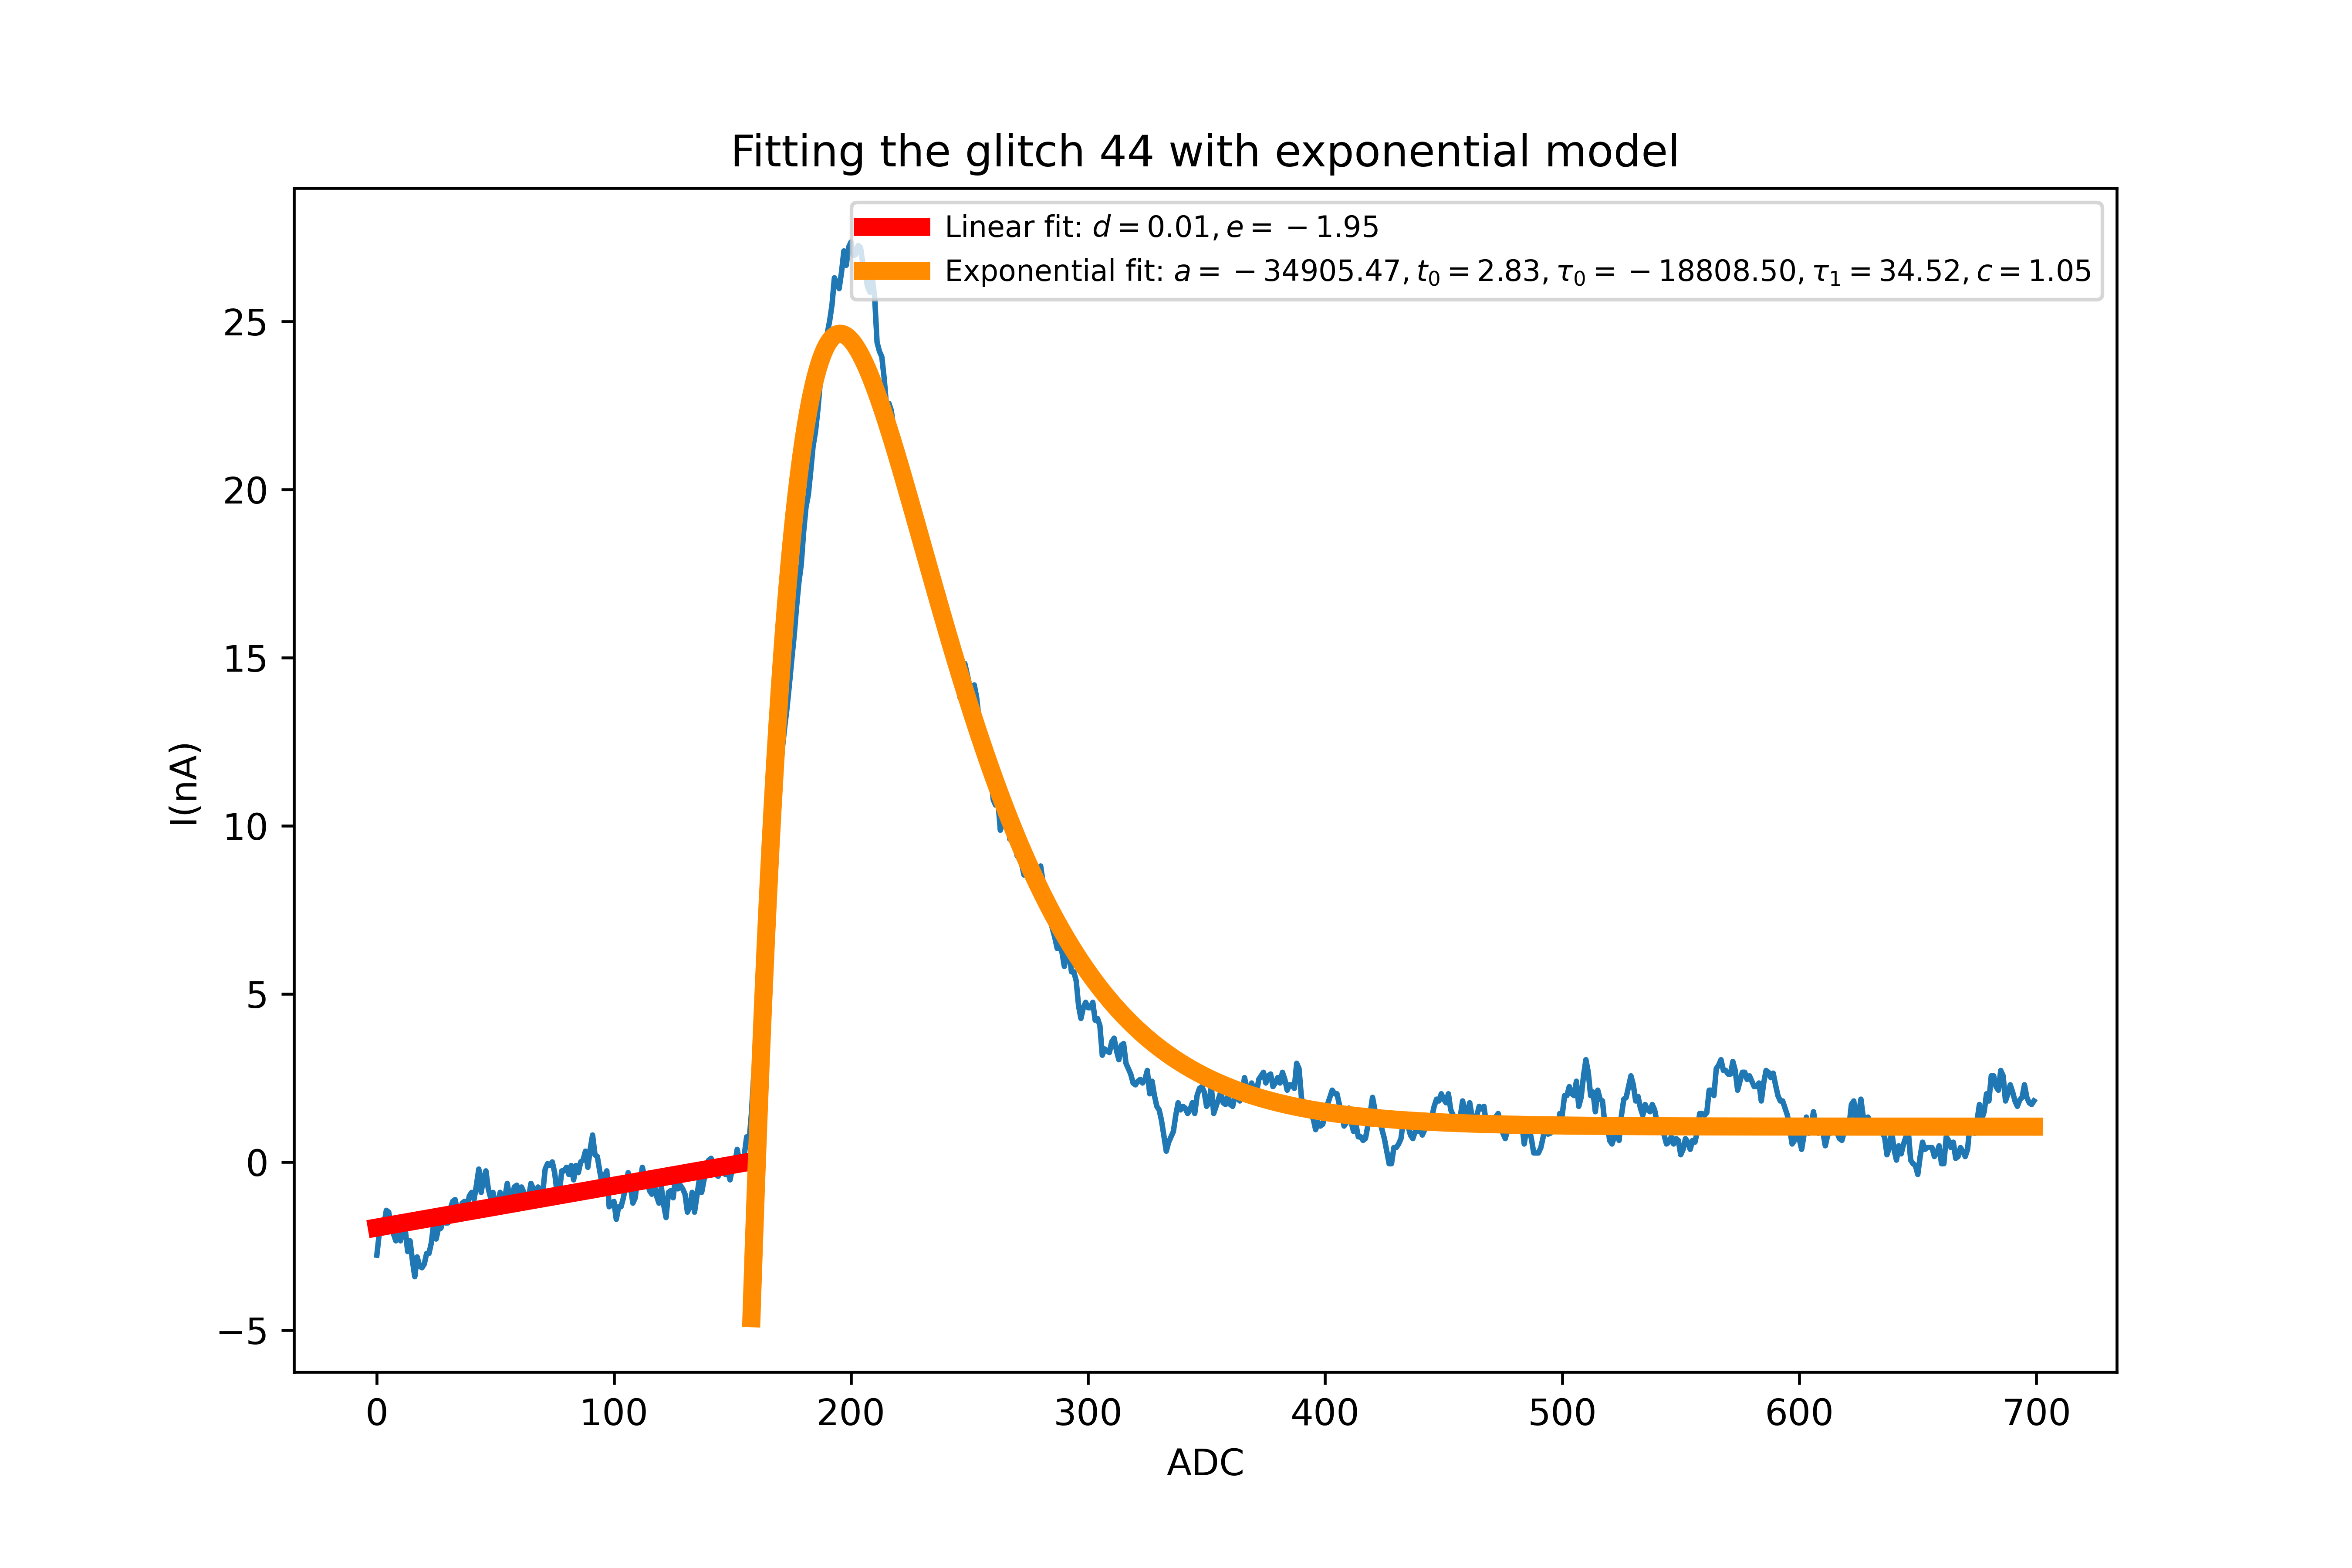 Fitting the glitch 44 with exponential model
Linear fit: d = 0.01, e = −1.95
Exponential fit: a = −34905.47, t₀ = 2.83, τ₀ = −18808.50, τ₁ = 34.52, c = 1.05
25
20
15
10
5
0
−5
I(nA)
0 100 200 300 400 500 600 700
ADC